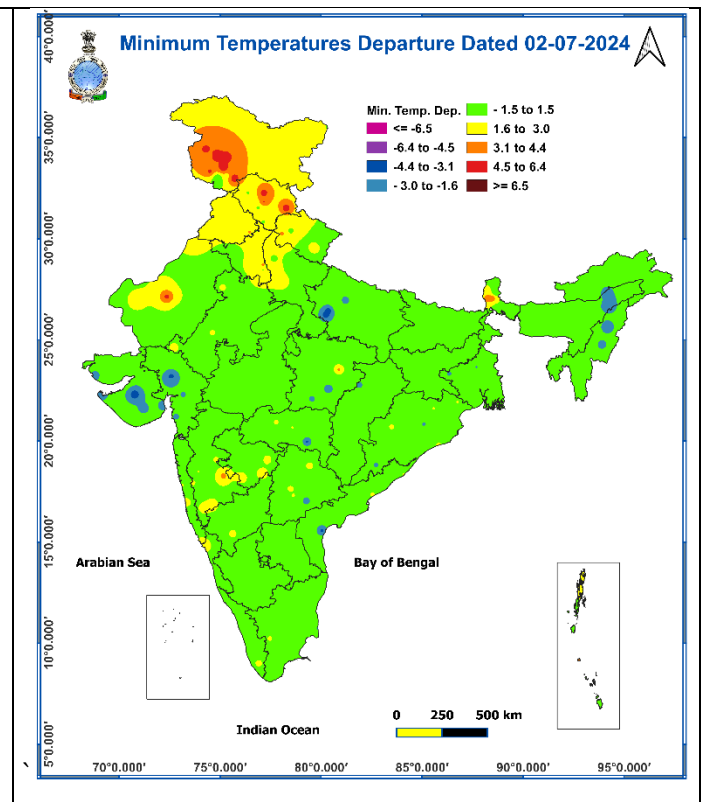 Minimum Temperatures Departure Dated 02-07-2024
Min. Temp. Dep.
<= -6.5
-6.4 to -4.5
-4.4 to -3.1
- 3.0 to -1.6
- 1.5 to 1.5
1.6 to 3.0
3.1 to 4.4
4.5 to 6.4
>= 6.5
40°0.000'
35°0.000'
30°0.000'
25°0.000'
20°0.000'
15°0.000'
10°0.000'
5°0.000'
Arabian Sea
Bay of Bengal
Indian Ocean
0 250 500 km
70°0.000' 75°0.000' 80°0.000' 85°0.000' 90°0.000' 95°0.000'